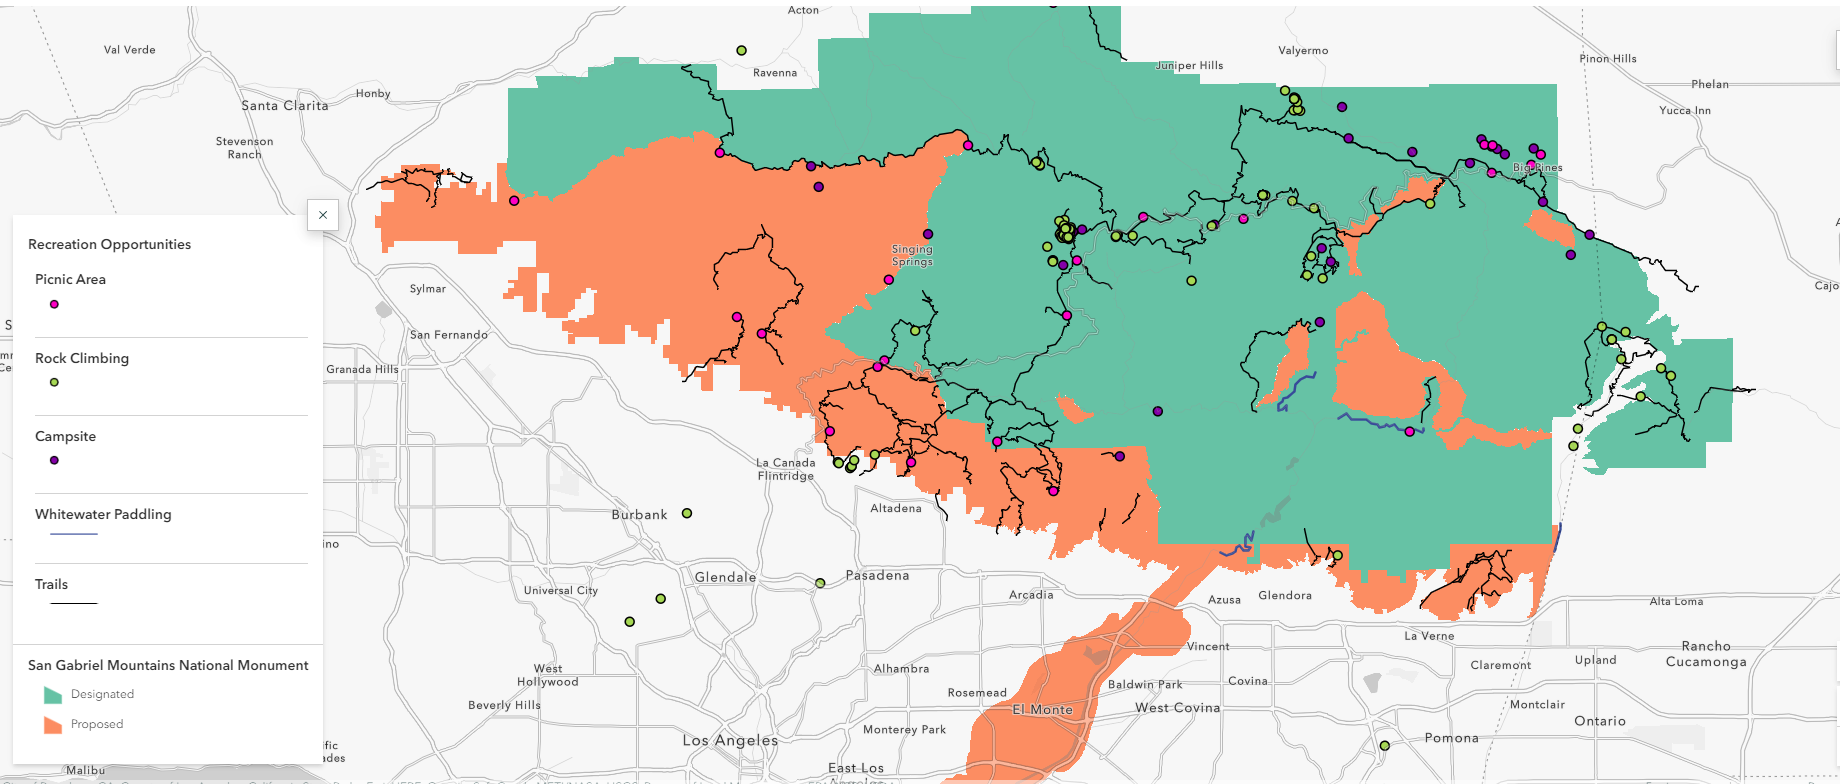 Acton
Val Verde
Valyermo
Pinon Hills
Juniper Hills
Ravenna
Phelan
Honby
Santa Clarita
Yucca Inn
Stevenson
Ranch
Big Pines
Recreation Opportunities
Picnic Area
Rock Climbing
Campsite
Whitewater Paddling
Trails
San Gabriel Mountains National Monument
Designated
Proposed
Singing
Springs
Sylmar
Cajo
San Fernando
Granada Hills
La Canada
Flintridge
Altadena
Burbank
ino
Glendale
Pasadena
Universal City
Arcadia
Azusa
Glendora
Alta Loma
La Verne
Vincent
Rancho
Cucamonga
Claremont
Upland
West
Hollywood
Alhambra
Rosemead
Baldwin Park
Covina
Beverly Hills
El Monte
West Covina
Montclair
Ontario
Monterey Park
Los Angeles
Pomona
ific
ades
East Los
Malibu